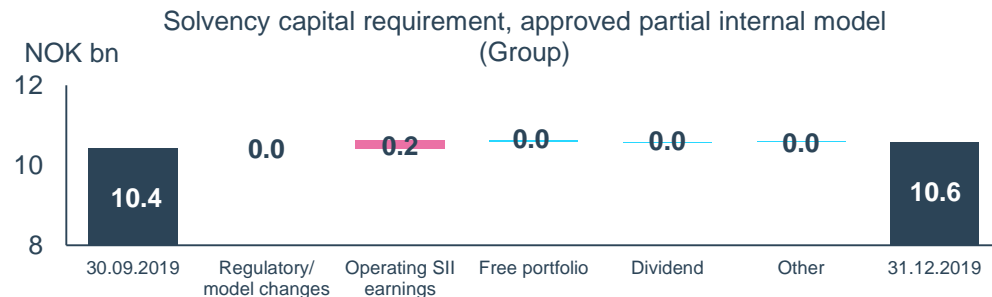 Solvency capital requirement, approved partial internal model
(Group)
NOK bn
12
10
8
10.4
0.0
0.2
0.0
0.0
0.0
10.6
30.09.2019
Regulatory/
model changes
Operating SII
earnings
Free portfolio
Dividend
Other
31.12.2019